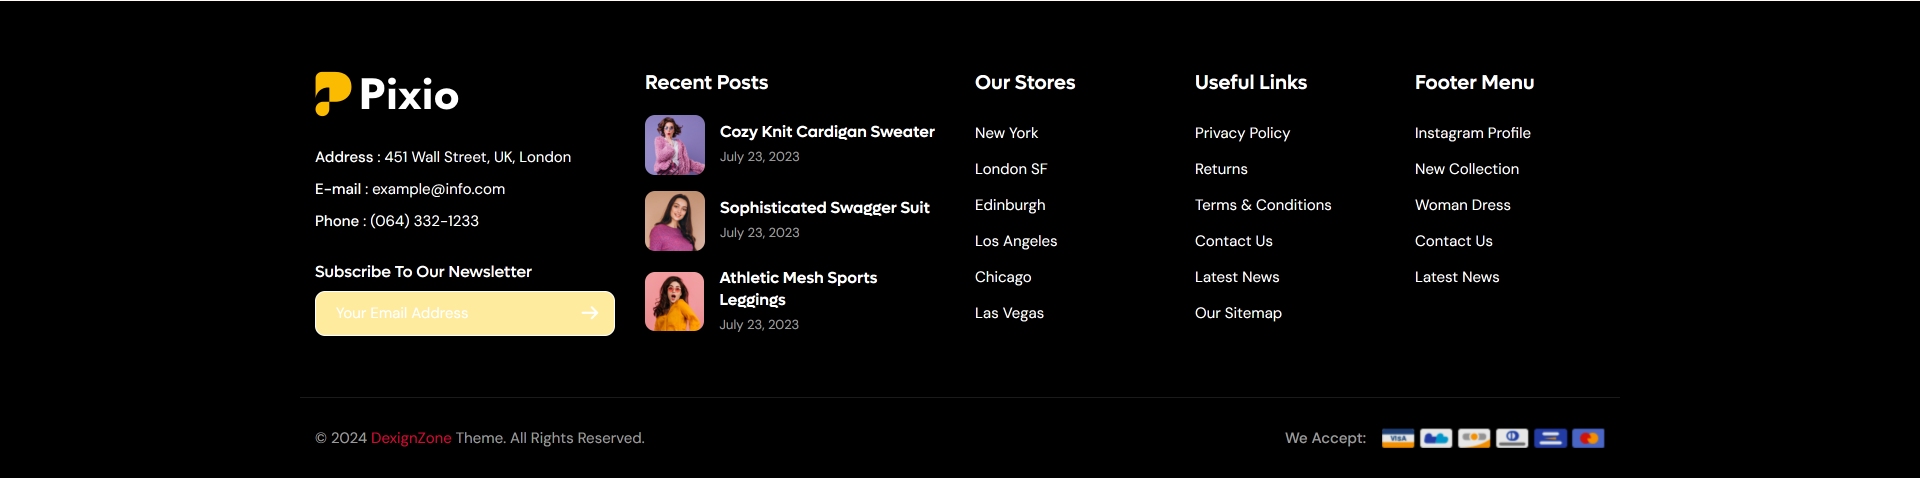 Pixio
Address : 451 Wall Street, UK, London
E-mail : example@info.com
Phone : (064) 332-1233
Subscribe To Our Newsletter
Your Email Address
Recent Posts
Cozy Knit Cardigan Sweater
July 23, 2023
Sophisticated Swagger Suit
July 23, 2023
Athletic Mesh Sports
Leggings
July 23, 2023
Our Stores
New York
London SF
Edinburgh
Los Angeles
Chicago
Las Vegas
Useful Links
Privacy Policy
Returns
Terms & Conditions
Contact Us
Latest News
Our Sitemap
Footer Menu
Instagram Profile
New Collection
Woman Dress
Contact Us
Latest News
© 2024 DexignZone Theme. All Rights Reserved.
We Accept:
VISA